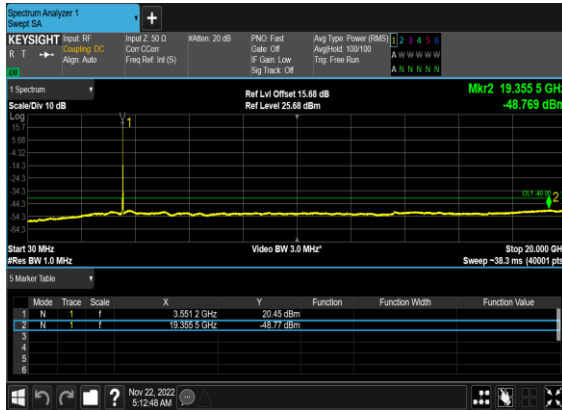 Spectrum Analyzer 1
Swept SA
+
KEYSIGHT Input: RF Input Z: 50 Ω #Atten: 20 dB PNO: Fast Avg Type: Power (RMS) 1 2 3 4 5 6
R T Coupling: DC Corr CCorr Gate: Off Avg|Hold: 100/100 A W W W W W
Align: Auto Freq Ref: Int (S) IF Gain: Low Trig: Free Run
Sig Track: Off A N N N N N
1 Spectrum Ref Lvl Offset 15.68 dB Mkr2 19.355 5 GHz
Scale/Div 10 dB Ref Level 25.68 dBm -48.769 dBm
Log
15.7 1
5.68
-4.32
-14.3
-24.3
-34.3
-44.3 2
-54.3
-64.3
Start 30 MHz Video BW 3.0 MHz* Stop 20.000 GH
#Res BW 1.0 MHz Sweep ~38.3 ms (40001 pts
5 Marker Table
Mode Trace Scale X Y Function Function Width Function Value
1 N 1 f 3.551 2 GHz 20.45 dBm
2 N 1 f 19.355 5 GHz -48.77 dBm
3
4
5
6
? Nov 22, 2022
5:12:48 AM